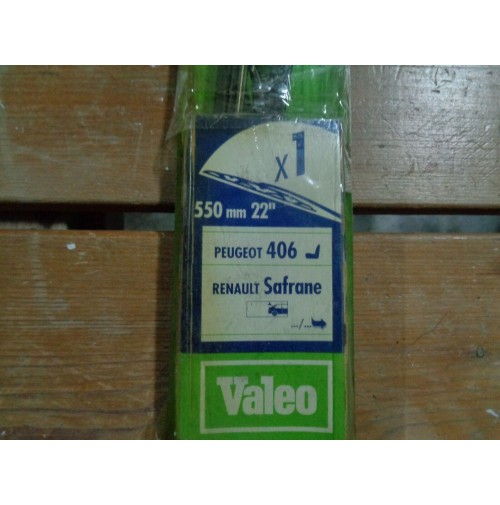 x1
550 mm 22"
PEUGEOT 406
RENAULT Safrane
.../...
Valeo